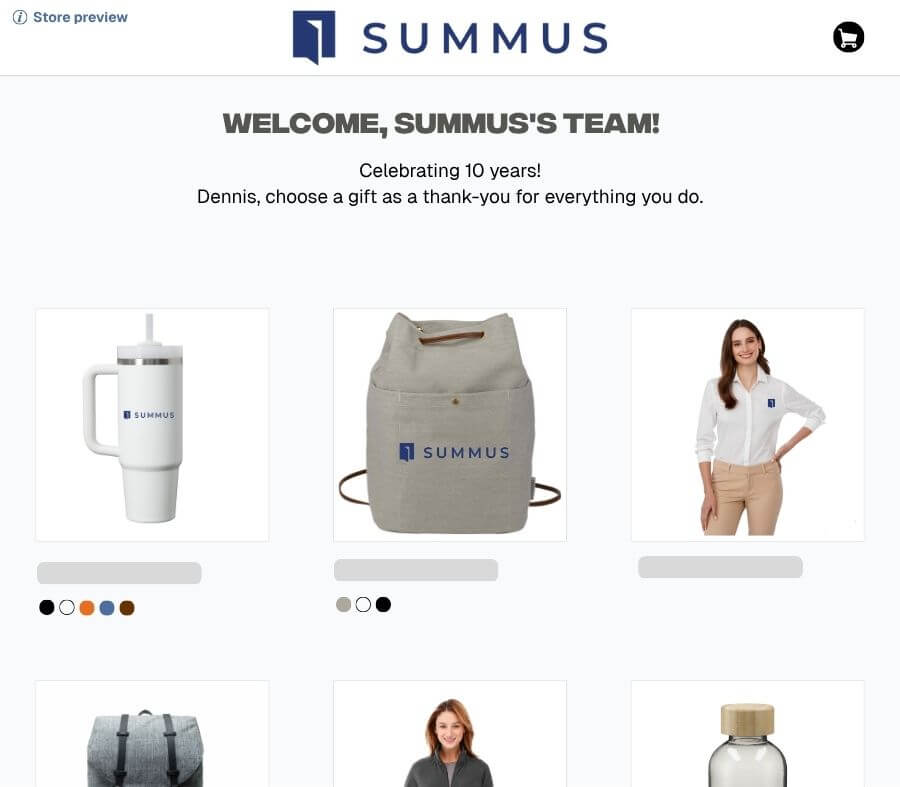 Store preview
SUMMUS
WELCOME, SUMMUS'S TEAM!
Celebrating 10 years!
Dennis, choose a gift as a thank-you for everything you do.
SUMMUS
SUMMUS